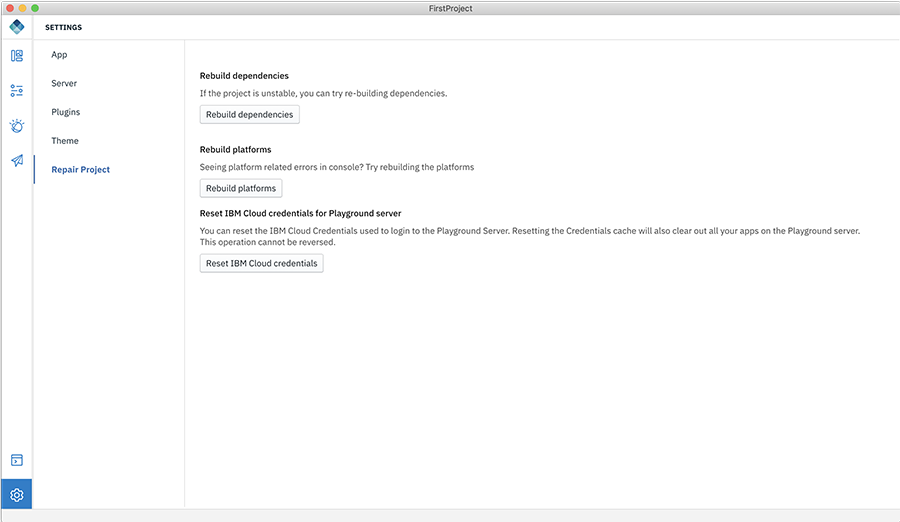 FirstProject
SETTINGS
App
Server
Plugins
Theme
Repair Project
Rebuild dependencies
If the project is unstable, you can try re-building dependencies.
Rebuild dependencies
Rebuild platforms
Seeing platform related errors in console? Try rebuilding the platforms
Rebuild platforms
Reset IBM Cloud credentials for Playground server
You can reset the IBM Cloud Credentials used to login to the Playground Server. Resetting the Credentials cache will also clear out all your apps on the Playground server.
This operation cannot be reversed.
Reset IBM Cloud credentials